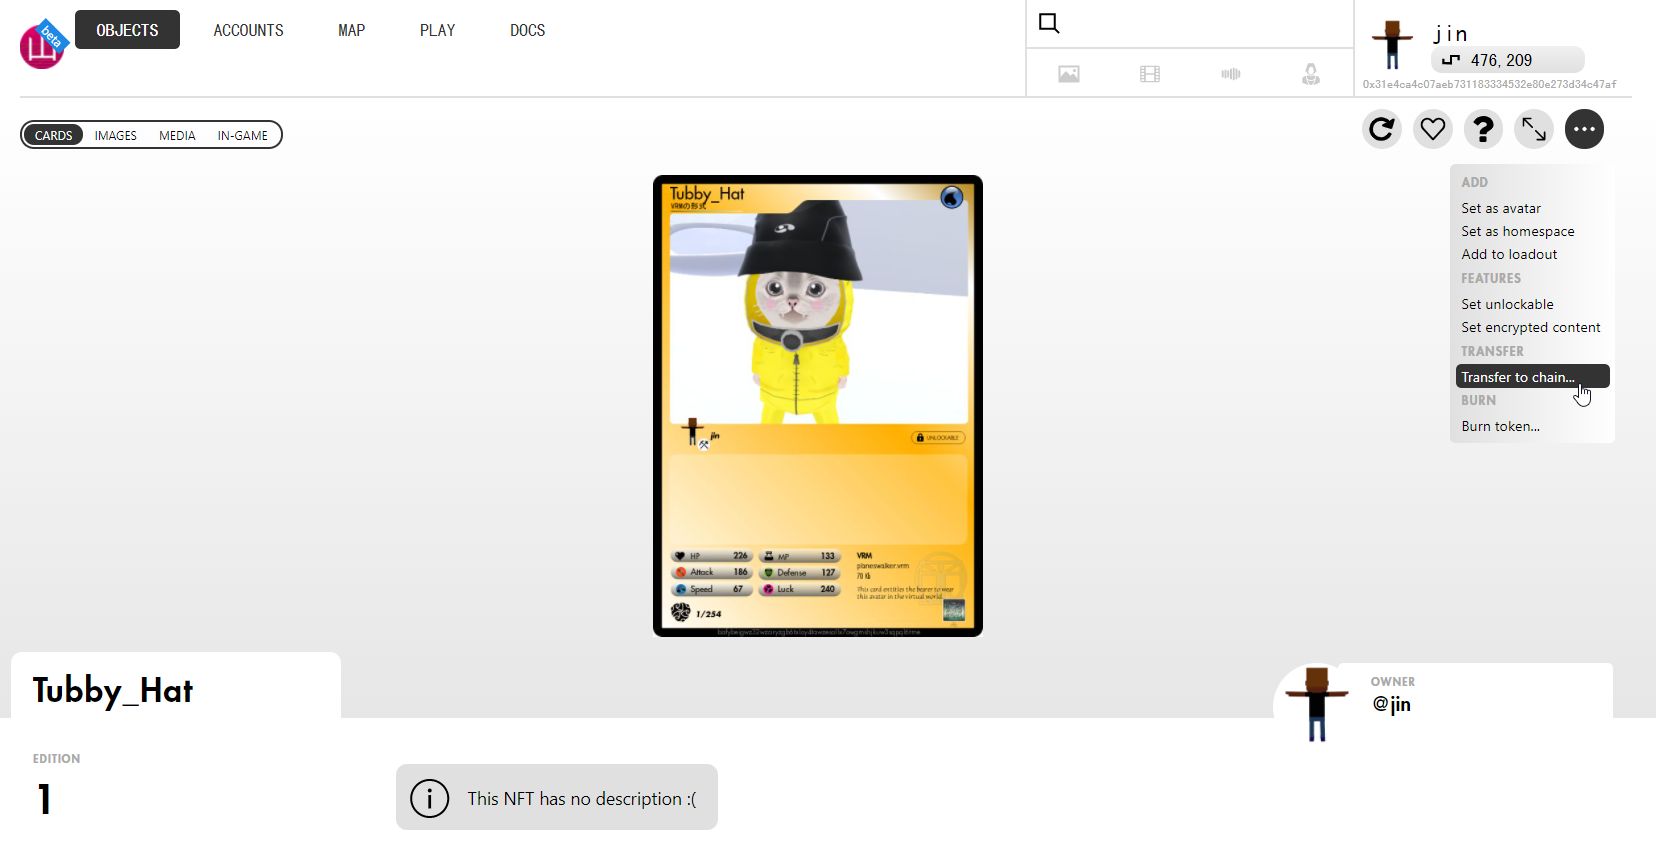 beta
OBJECTS
ACCOUNTS
MAP
PLAY
DOCS
jin
476, 209
0x31e4ca4c07aeb731183334532e80e273d34c47af
CARDS
IMAGES
MEDIA
IN-GAME
ADD
Set as avatar
Set as homespace
Add to loadout
FEATURES
Set unlockable
Set encrypted content
TRANSFER
Transfer to chain...
BURN
Burn token...
Tubby_Hat
VRMの形式
jin
UNLOCKABLE
HP 226
MP 133
Attack 186
Defense 127
Speed 67
Luck 240
1/254
VRM
planeswalker.vrm
70 Kb
This card entitles the bearer to wear
this avatar in the virtual world.
Tubby_Hat
OWNER
@jin
EDITION
1
This NFT has no description :(